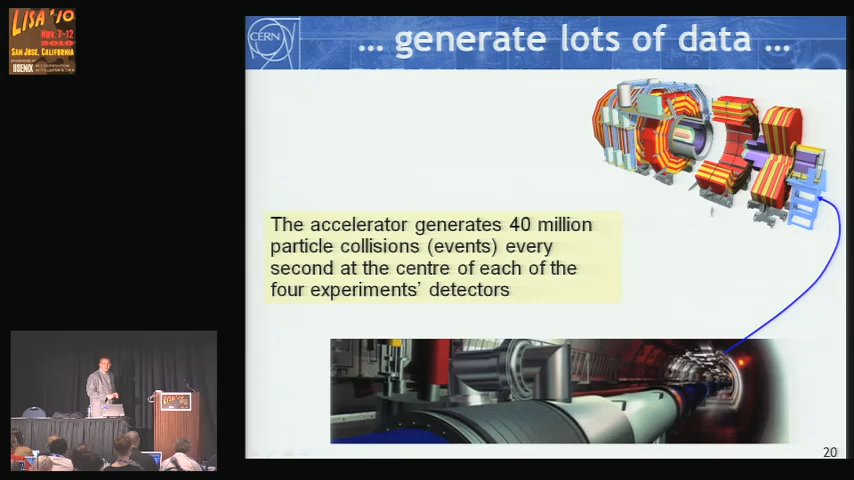 LISA '10
Nov. 7-12
2010
SAN JOSE, CALIFORNIA
USENIX
CERN
... generate lots of data ...
The accelerator generates 40 million
particle collisions (events) every
second at the centre of each of the
four experiments' detectors
20